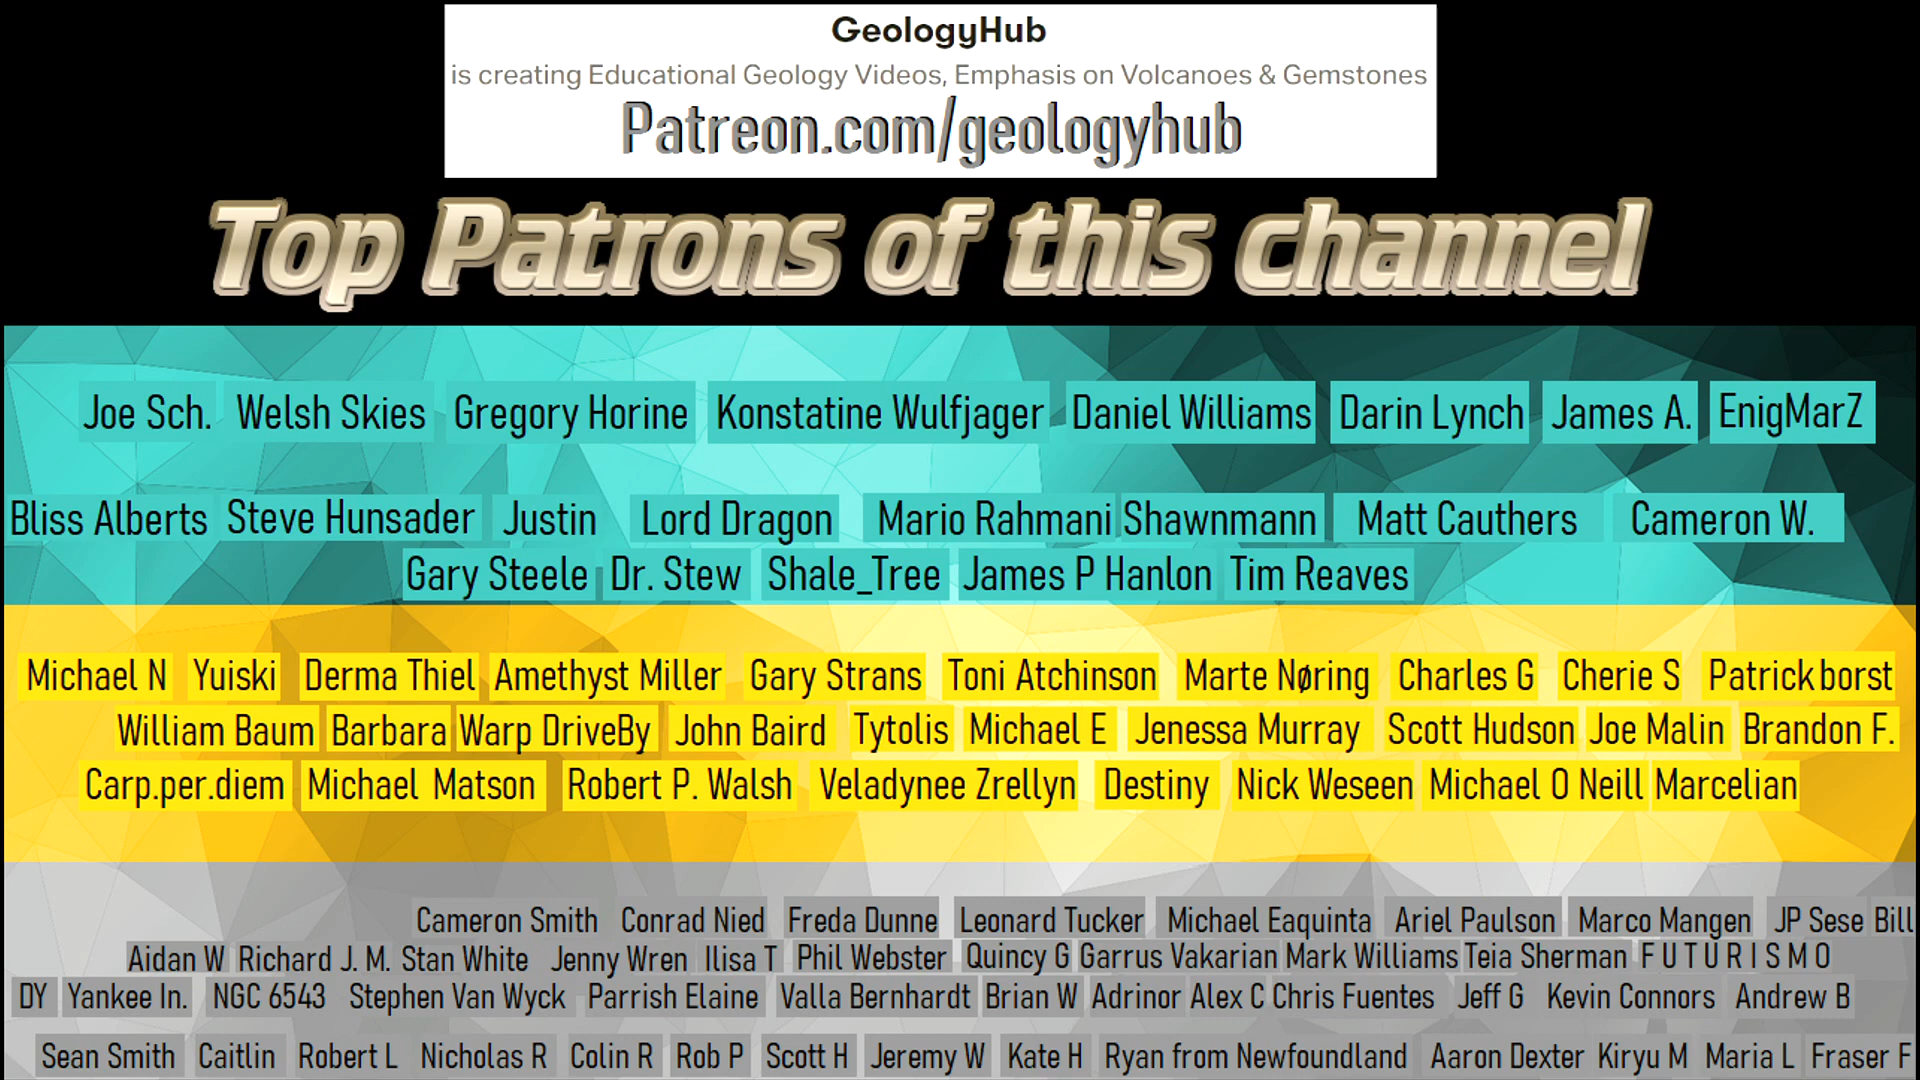 GeologyHub
is creating Educational Geology Videos, Emphasis on Volcanoes & Gemstones
Patreon.com/geologyhub
Top Patrons of this channel
Joe Sch. Welsh Skies Gregory Horine Konstatine Wulfjager Daniel Williams Darin Lynch James A. EnigMarZ
Bliss Alberts Steve Hunsader Justin Lord Dragon Mario Rahmani Shawnmann Matt Cauthers Cameron W.
Gary Steele Dr. Stew Shale_Tree James P Hanlon Tim Reaves
Michael N Yuiski Derma Thiel Amethyst Miller Gary Strans Toni Atchinson Marte Nøring Charles G Cherie S Patrick borst
William Baum Barbara Warp DriveBy John Baird Tytolis Michael E Jenessa Murray Scott Hudson Joe Malin Brandon F.
Carp.per.diem Michael Matson Robert P. Walsh Veladynee Zrellyn Destiny Nick Weseen Michael O Neill Marcelian
Cameron Smith Conrad Nied Freda Dunne Leonard Tucker Michael Eaquinta Ariel Paulson Marco Mangen JP Sese Bill
Aidan W Richard J. M. Stan White Jenny Wren Ilisa T Phil Webster Quincy G Garrus Vakarian Mark Williams Teia Sherman F U T U R I S M O
DY Yankee In. NGC 6543 Stephen Van Wyck Parrish Elaine Valla Bernhardt Brian W Adrinor Alex C Chris Fuentes Jeff G Kevin Connors Andrew B
Sean Smith Caitlin Robert L Nicholas R Colin R Rob P Scott H Jeremy W Kate H Ryan from Newfoundland Aaron Dexter Kiryu M Maria L Fraser F